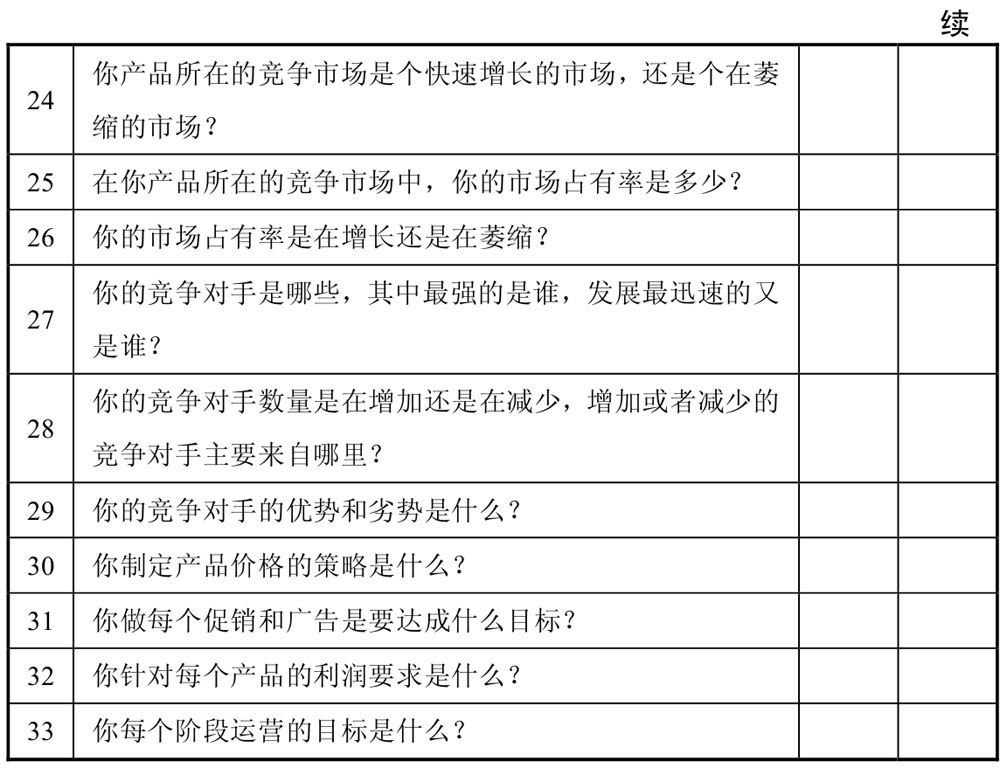 续
24 你产品所在的竞争市场是个快速增长的市场，还是个在萎
缩的市场？
25 在你产品所在的竞争市场中，你的市场占有率是多少？
26 你的市场占有率是在增长还是在萎缩？
27 你的竞争对手是哪些，其中最强的是谁，发展最迅速的又
是谁？
28 你的竞争对手数量是在增加还是在减少，增加或者减少的
竞争对手主要来自哪里？
29 你的竞争对手的优势和劣势是什么？
30 你制定产品价格的策略是什么？
31 你做每个促销和广告是要达成什么目标？
32 你针对每个产品的利润要求是什么？
33 你每个阶段运营的目标是什么？